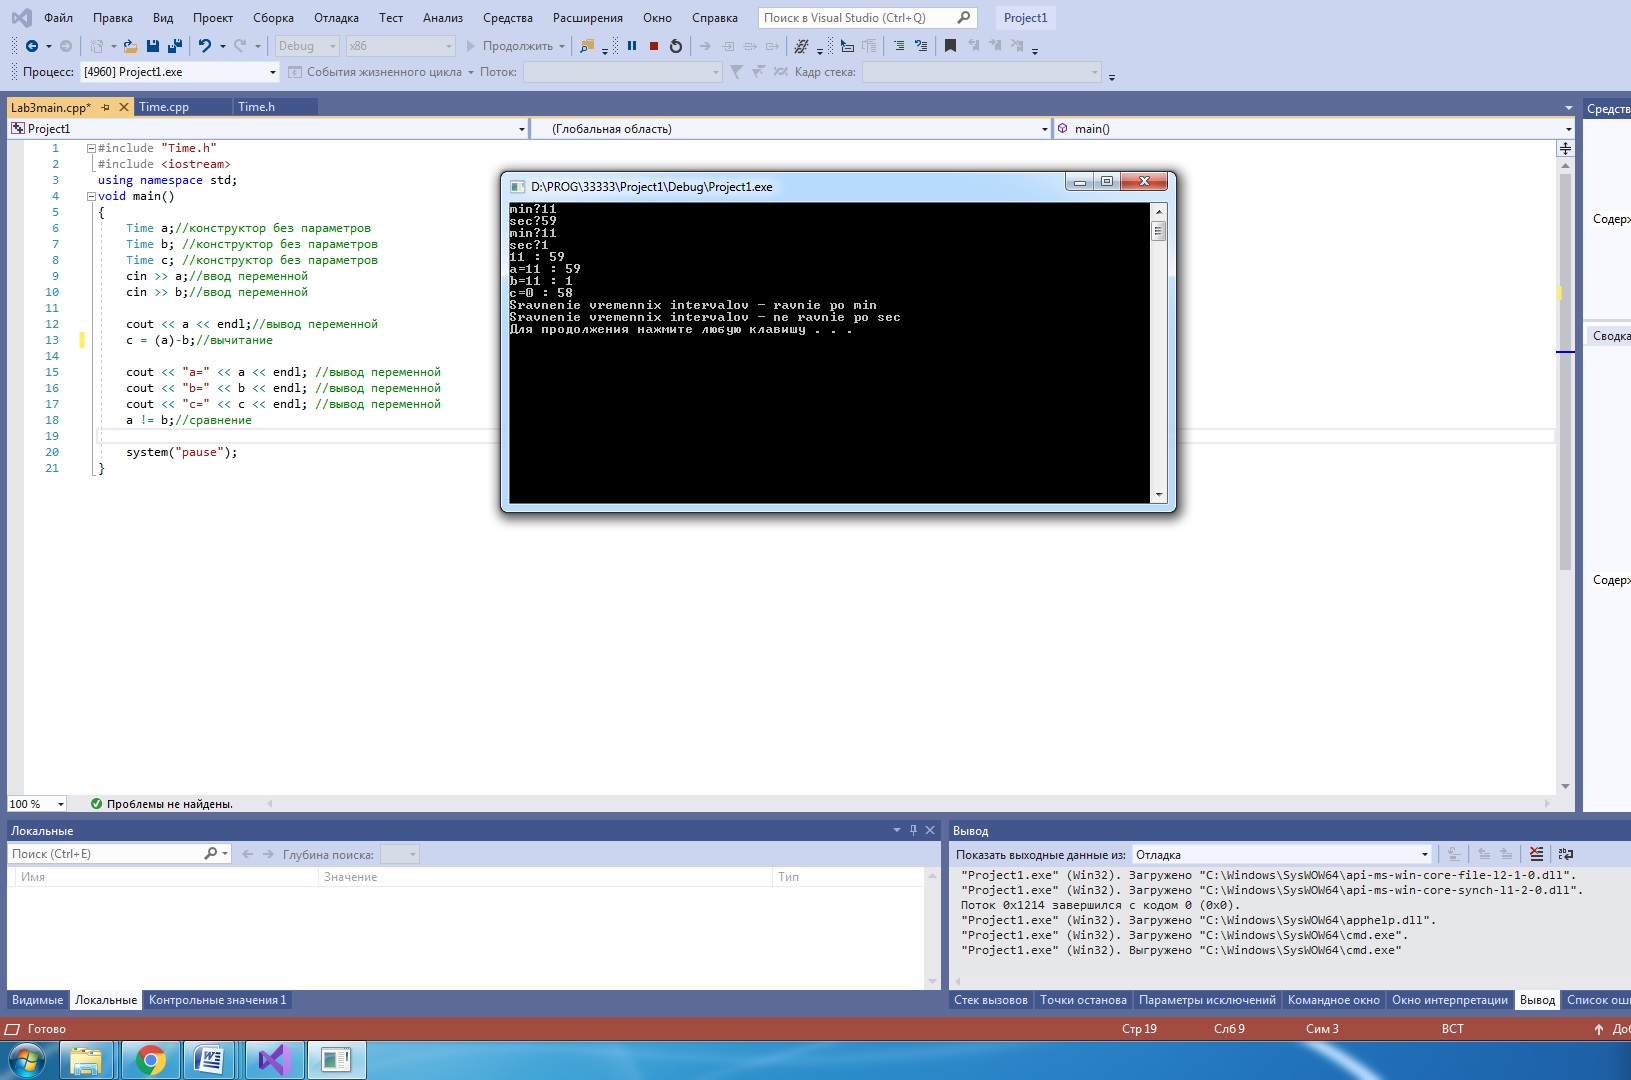 Файл Правка Вид Проект Сборка Отладка Тест Анализ Средства Расширения Окно Справка Поиск в Visual Studio (Ctrl+Q) Project1
Debug x86 Продолжить
Процесс: [4960] Project1.exe События жизненного цикла Поток: Кадр стека:
Lab3main.cpp* Time.cpp Time.h
Средств
Project1 (Глобальная область) main()
1 #include "Time.h"
2 #include <iostream>
3 using namespace std;
4 void main()
5 {
6 Time a;//конструктор без параметров
7 Time b; //конструктор без параметров
8 Time c; //конструктор без параметров
9 cin >> a;//ввод переменной
10 cin >> b;//ввод переменной
11
12 cout << a << endl;//вывод переменной
13 c = (a)-b;//вычитание
14
15 cout << "a=" << a << endl; //вывод переменной
16 cout << "b=" << b << endl; //вывод переменной
17 cout << "c=" << c << endl; //вывод переменной
18 a != b;//сравнение
19
20 system("pause");
21 }
D:\PROG\33333\Project1\Debug\Project1.exe
min?11
sec?59
min?11
sec?1
11 : 59
a=11 : 59
b=11 : 1
c=0 : 58
Sravnenie vremennix intervalov - ravnie po min
Sravnenie vremennix intervalov - ne ravnie po sec
Для продолжения нажмите любую клавишу . . .
Содерж
Сводка
Содерж
100 % Проблемы не найдены.
Локальные
Поиск (Ctrl+E) Глубина поиска:
Имя Значение Тип
Видимые Локальные Контрольные значения 1
Вывод
Показать выходные данные из: Отладка
"Project1.exe" (Win32). Загружено "C:\Windows\SysWOW64\api-ms-win-core-file-l2-1-0.dll".
"Project1.exe" (Win32). Загружено "C:\Windows\SysWOW64\api-ms-win-core-synch-l1-2-0.dll".
Поток 0x1214 завершился с кодом 0 (0x0).
"Project1.exe" (Win32). Загружено "C:\Windows\SysWOW64\apphelp.dll".
"Project1.exe" (Win32). Загружено "C:\Windows\SysWOW64\cmd.exe".
"Project1.exe" (Win32). Выгружено "C:\Windows\SysWOW64\cmd.exe"
Стек вызовов Точки останова Параметры исключений Командное окно Окно интерпретации Вывод Список оши
Готово Стр 19 Слб 9 Сим 3 ВСТ Доб